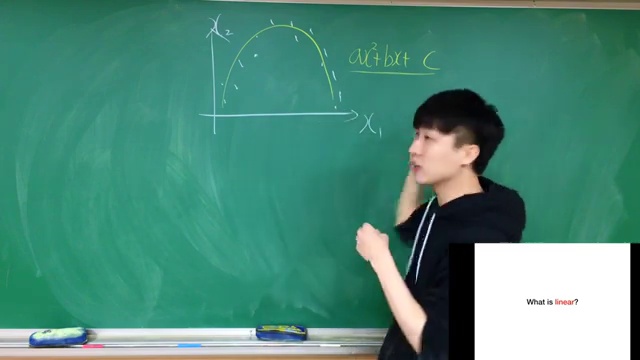 x₂
ax²+bx+ c
x₁
What is linear?